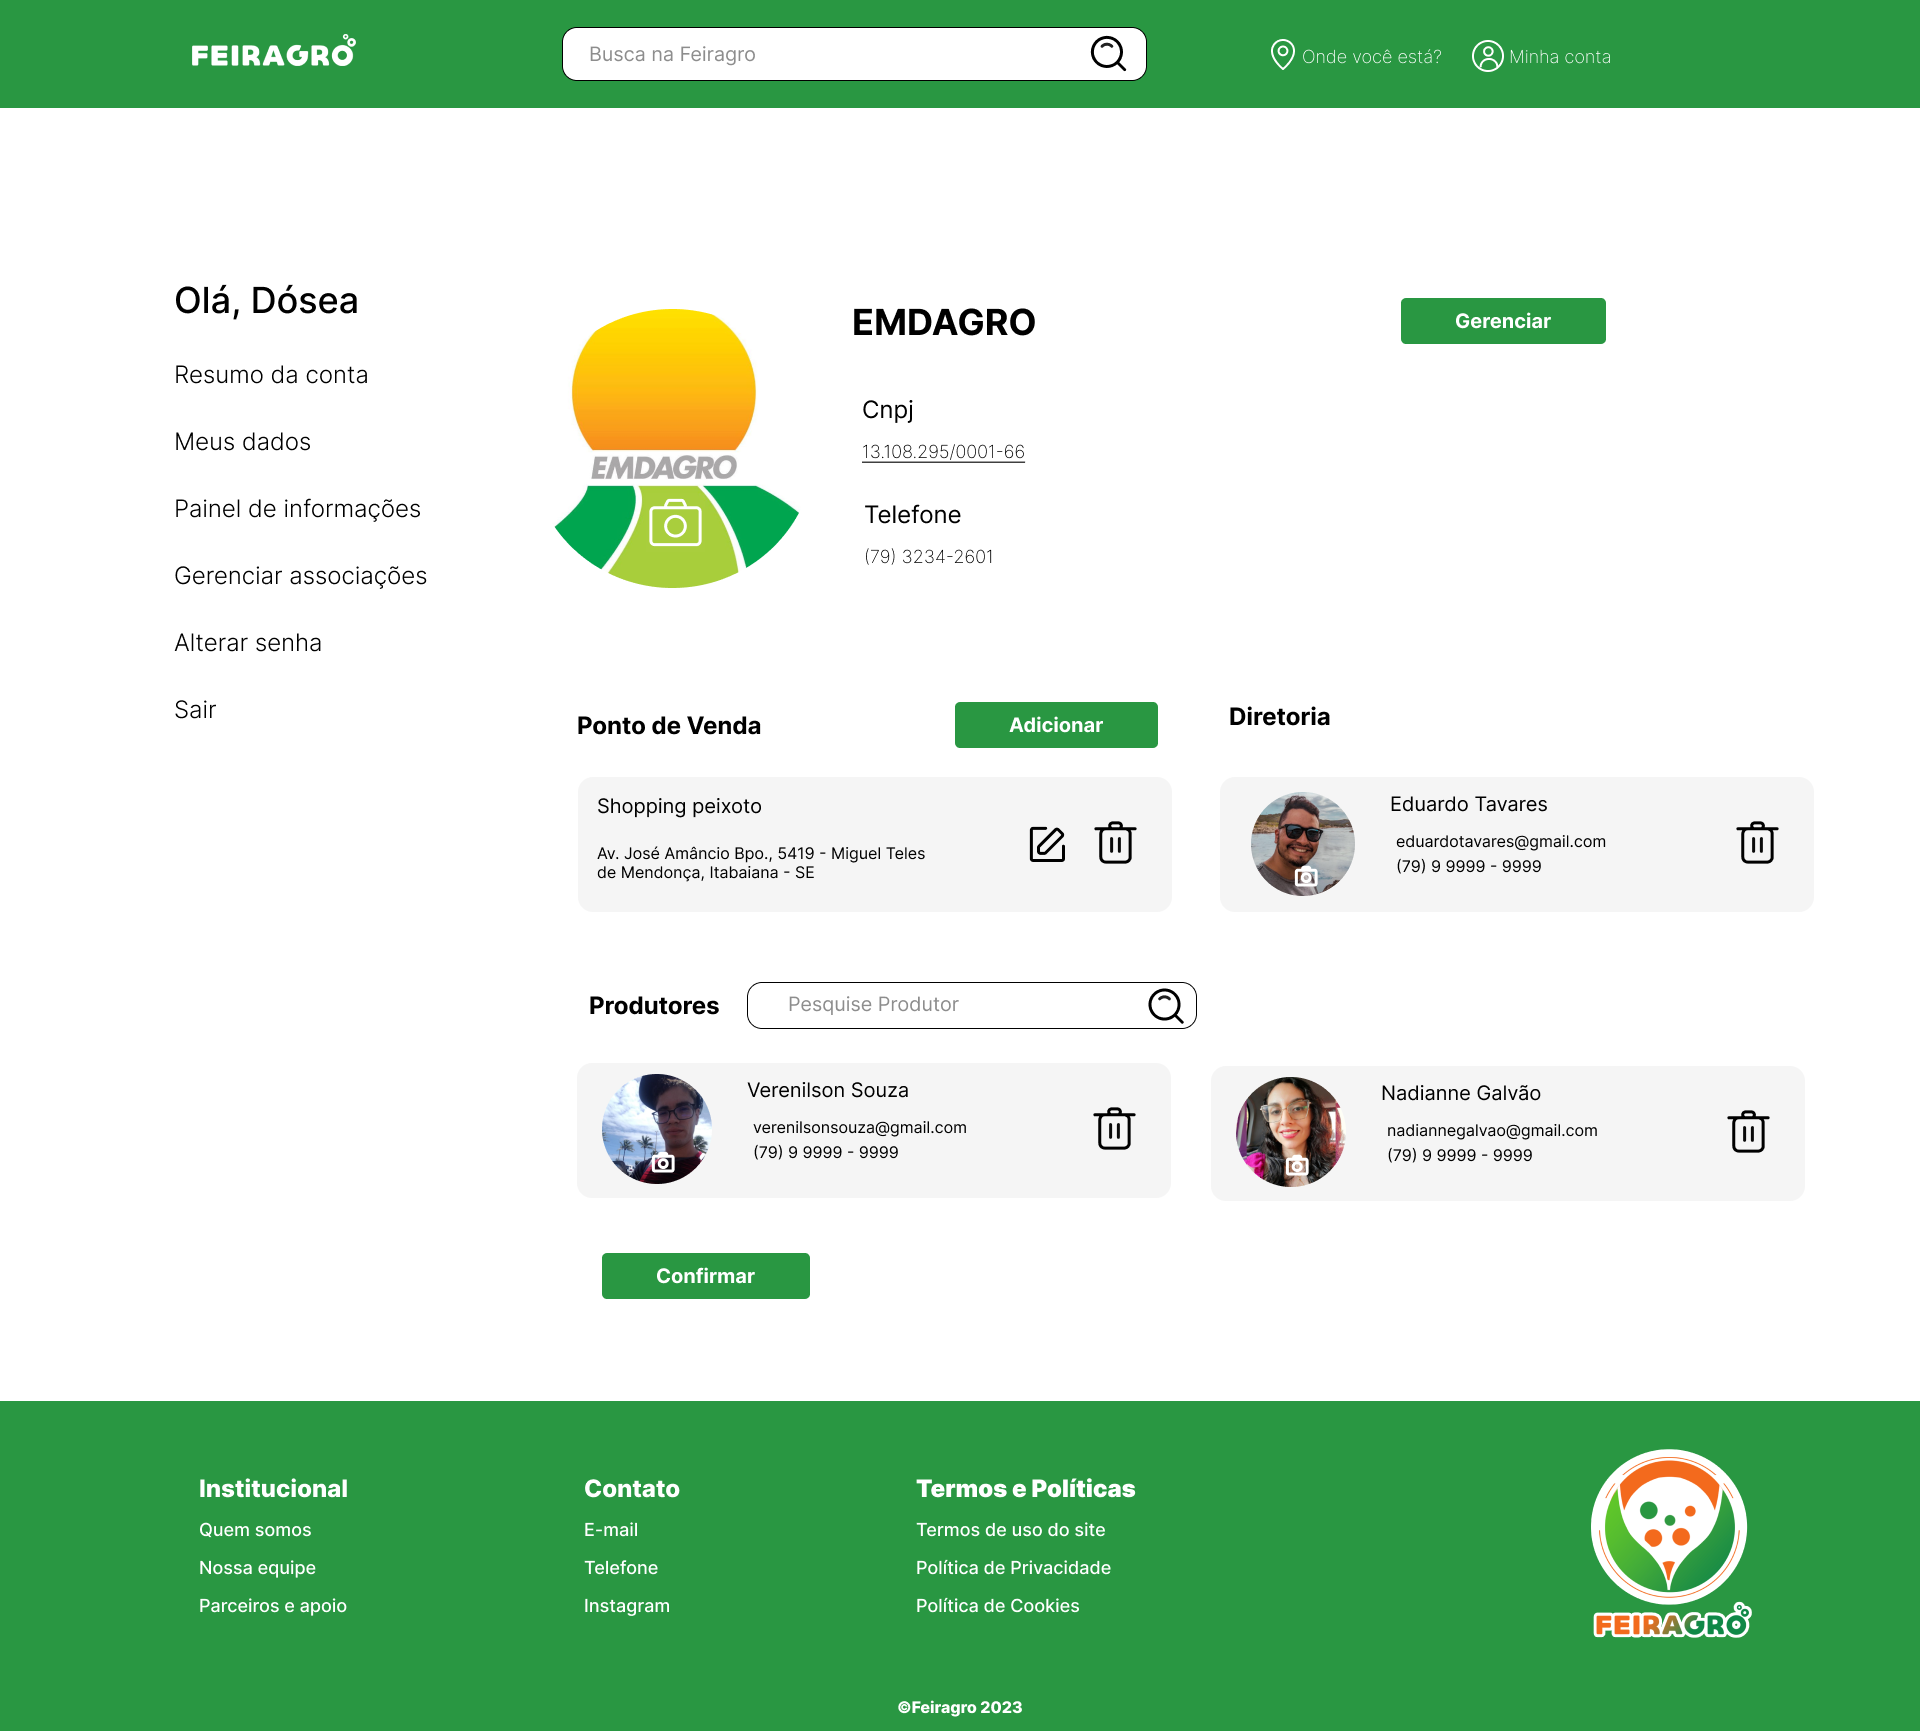 FEIRAGRO
Busca na Feiragro
Onde você está?
Minha conta
Olá, Dósea
Resumo da conta
Meus dados
Painel de informações
Gerenciar associações
Alterar senha
Sair
EMDAGRO
EMDAGRO
Gerenciar
Cnpj
13.108.295/0001-66
Telefone
(79) 3234-2601
Ponto de Venda
Adicionar
Shopping peixoto
Av. José Amâncio Bpo., 5419 - Miguel Teles
de Mendonça, Itabaiana - SE
Diretoria
Eduardo Tavares
eduardotavares@gmail.com
(79) 9 9999 - 9999
Produtores
Pesquise Produtor
Verenilson Souza
verenilsonsouza@gmail.com
(79) 9 9999 - 9999
Nadianne Galvão
nadiannegalvao@gmail.com
(79) 9 9999 - 9999
Confirmar
Institucional
Quem somos
Nossa equipe
Parceiros e apoio
Contato
E-mail
Telefone
Instagram
Termos e Políticas
Termos de uso do site
Política de Privacidade
Política de Cookies
FEIRAGRO
©Feiragro 2023